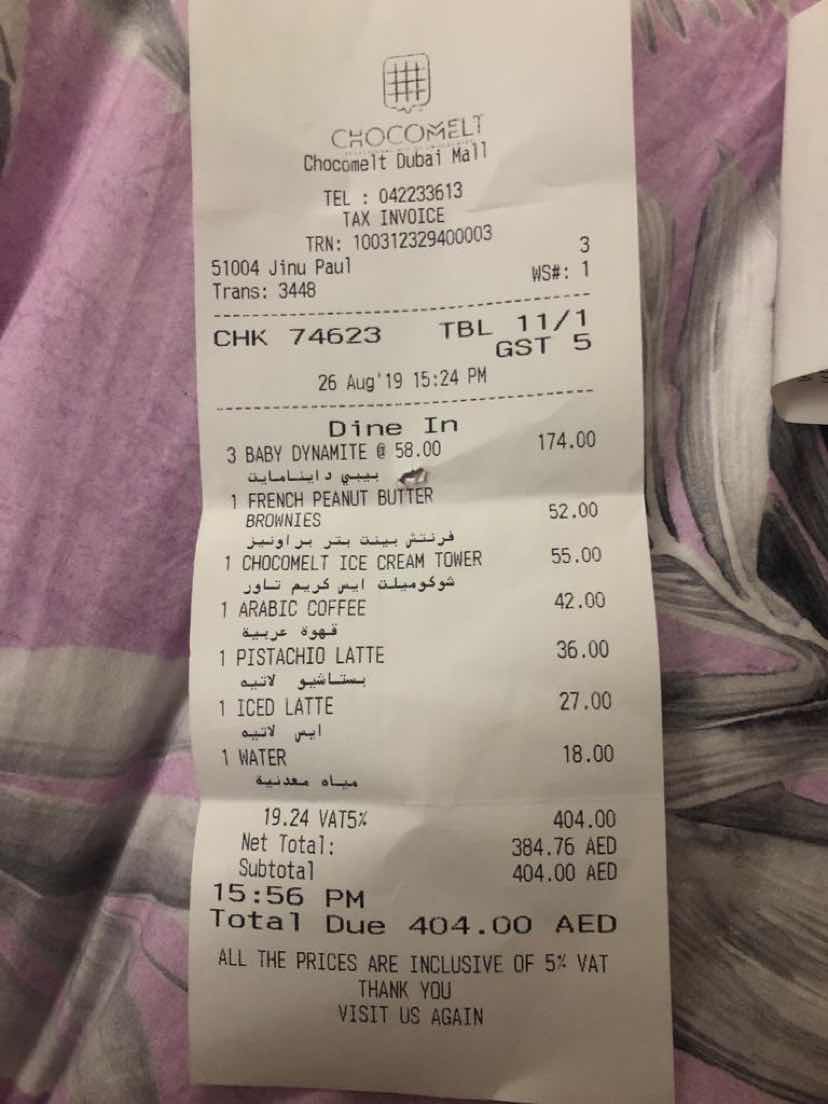 CHOCOMELT
Chocomelt Dubai Mall
TEL : 042233613
TAX INVOICE
TRN: 100312329400003
3
51004 Jinu Paul WS#: 1
Trans: 3448
CHK 74623 TBL 11/1
GST 5
26 Aug'19 15:24 PM
Dine In
3 BABY DYNAMITE @ 58.00 174.00
بيبي داينامايت
1 FRENCH PEANUT BUTTER
BROWNIES 52.00
فرنتش بينت بتر براونيز
1 CHOCOMELT ICE CREAM TOWER 55.00
شوكوميلت ايس كريم تاور
1 ARABIC COFFEE 42.00
قهوة عربية
1 PISTACHIO LATTE 36.00
بستاشيو لاتيه
1 ICED LATTE 27.00
ايس لاتيه
1 WATER 18.00
مياه معدنية
19.24 VAT5% 404.00
Net Total: 384.76 AED
Subtotal 404.00 AED
15:56 PM
Total Due 404.00 AED
ALL THE PRICES ARE INCLUSIVE OF 5% VAT
THANK YOU
VISIT US AGAIN